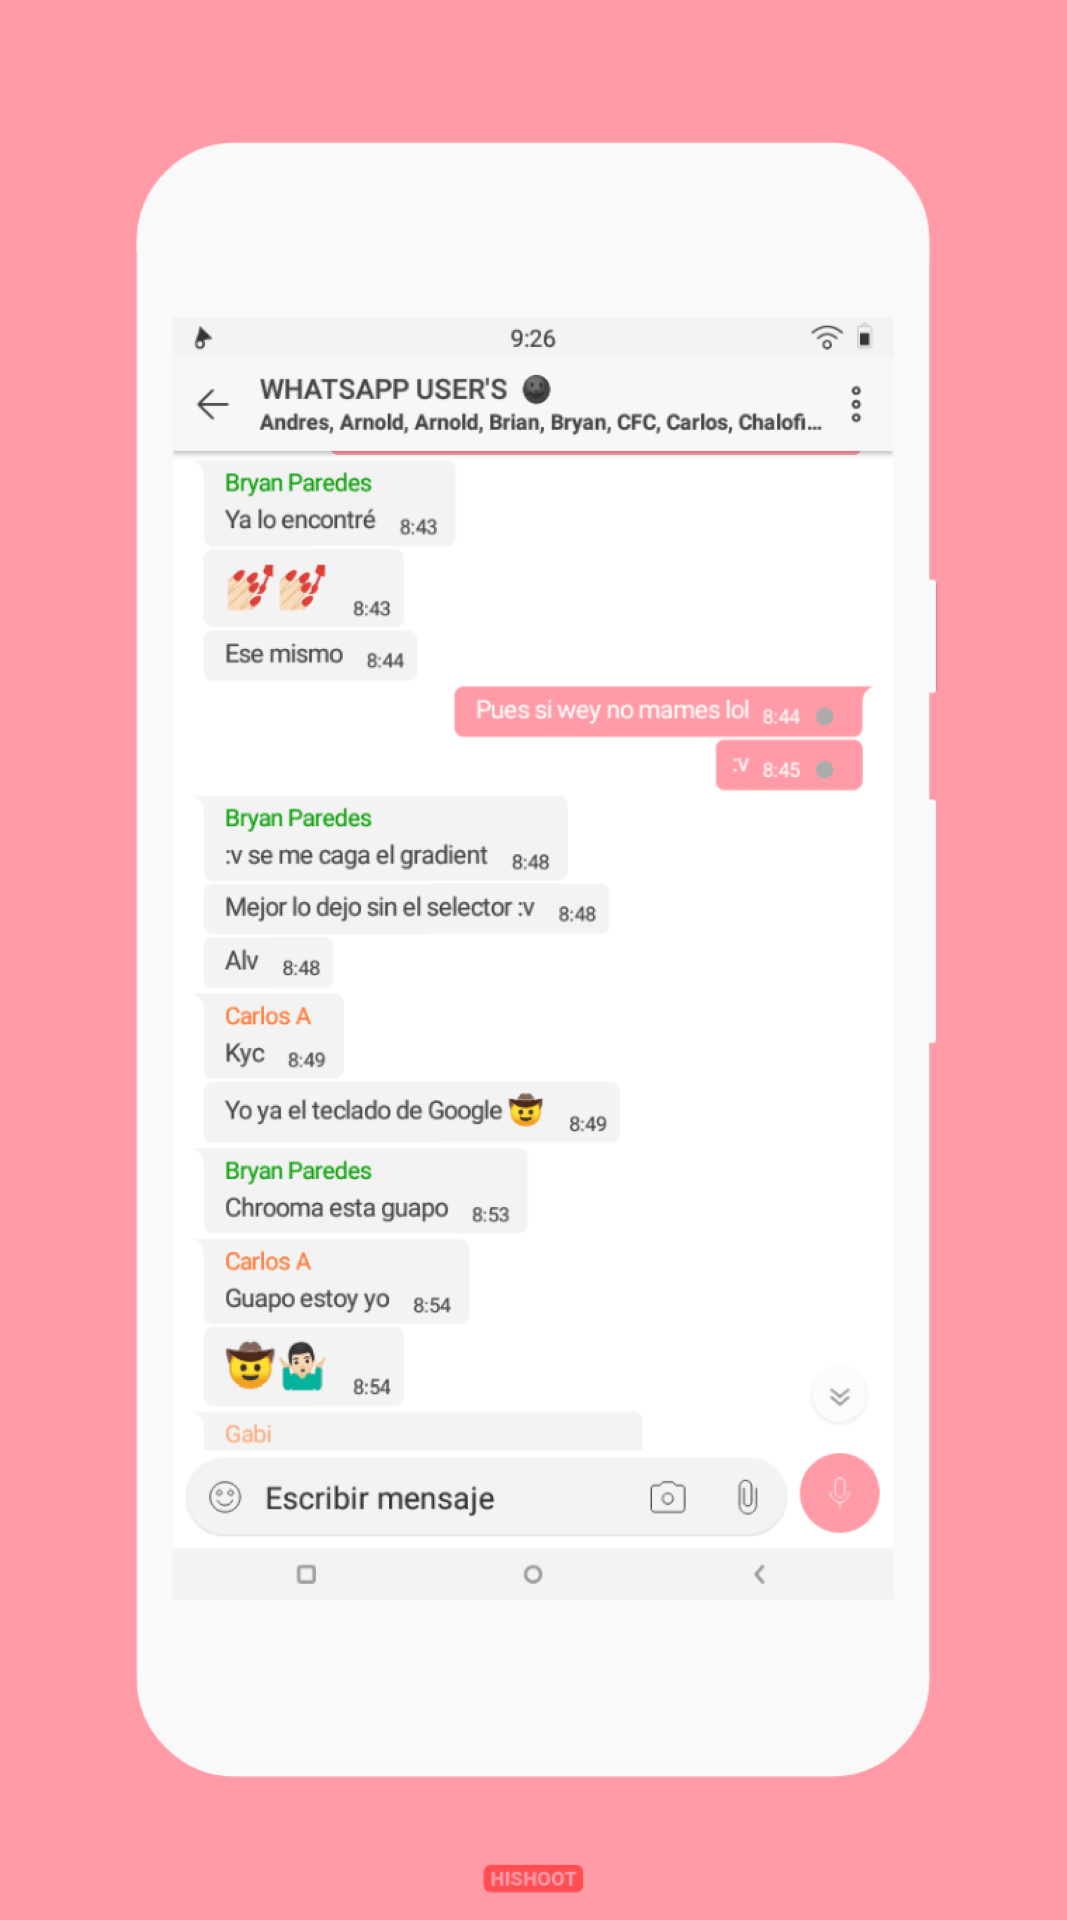 9:26
WHATSAPP USER'S 🌚
Andres, Arnold, Arnold, Brian, Bryan, CFC, Carlos, Chalofi...
Bryan Paredes
Ya lo encontré 8:43
💅🏻💅🏻 8:43
Ese mismo 8:44
Pues si wey no mames lol 8:44
:v 8:45
Bryan Paredes
:v se me caga el gradient 8:48
Mejor lo dejo sin el selector :v 8:48
Alv 8:48
Carlos A
Kyc 8:49
Yo ya el teclado de Google 🤠 8:49
Bryan Paredes
Chrooma esta guapo 8:53
Carlos A
Guapo estoy yo 8:54
🤠🤷🏻‍♂️ 8:54
Gabi
Escribir mensaje
HISHOOT